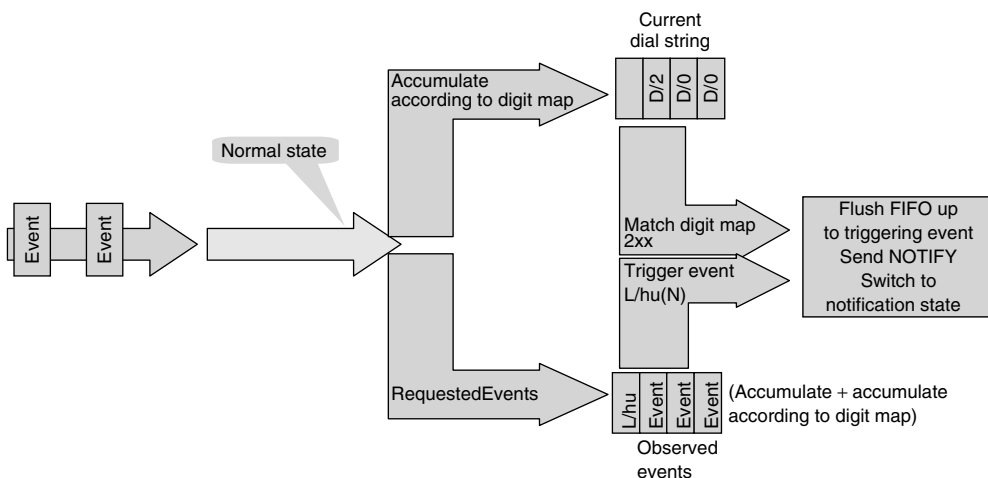 Current
dial string
Accumulate
according to digit map
D/2
D/0
D/0
Normal state
Event
Event
Match digit map
2xx
Trigger event
L/hu(N)
Flush FIFO up
to triggering event
Send NOTIFY
Switch to
notification state
RequestedEvents
L/hu
Event
Event
Event
(Accumulate + accumulate
according to digit map)
Observed
events